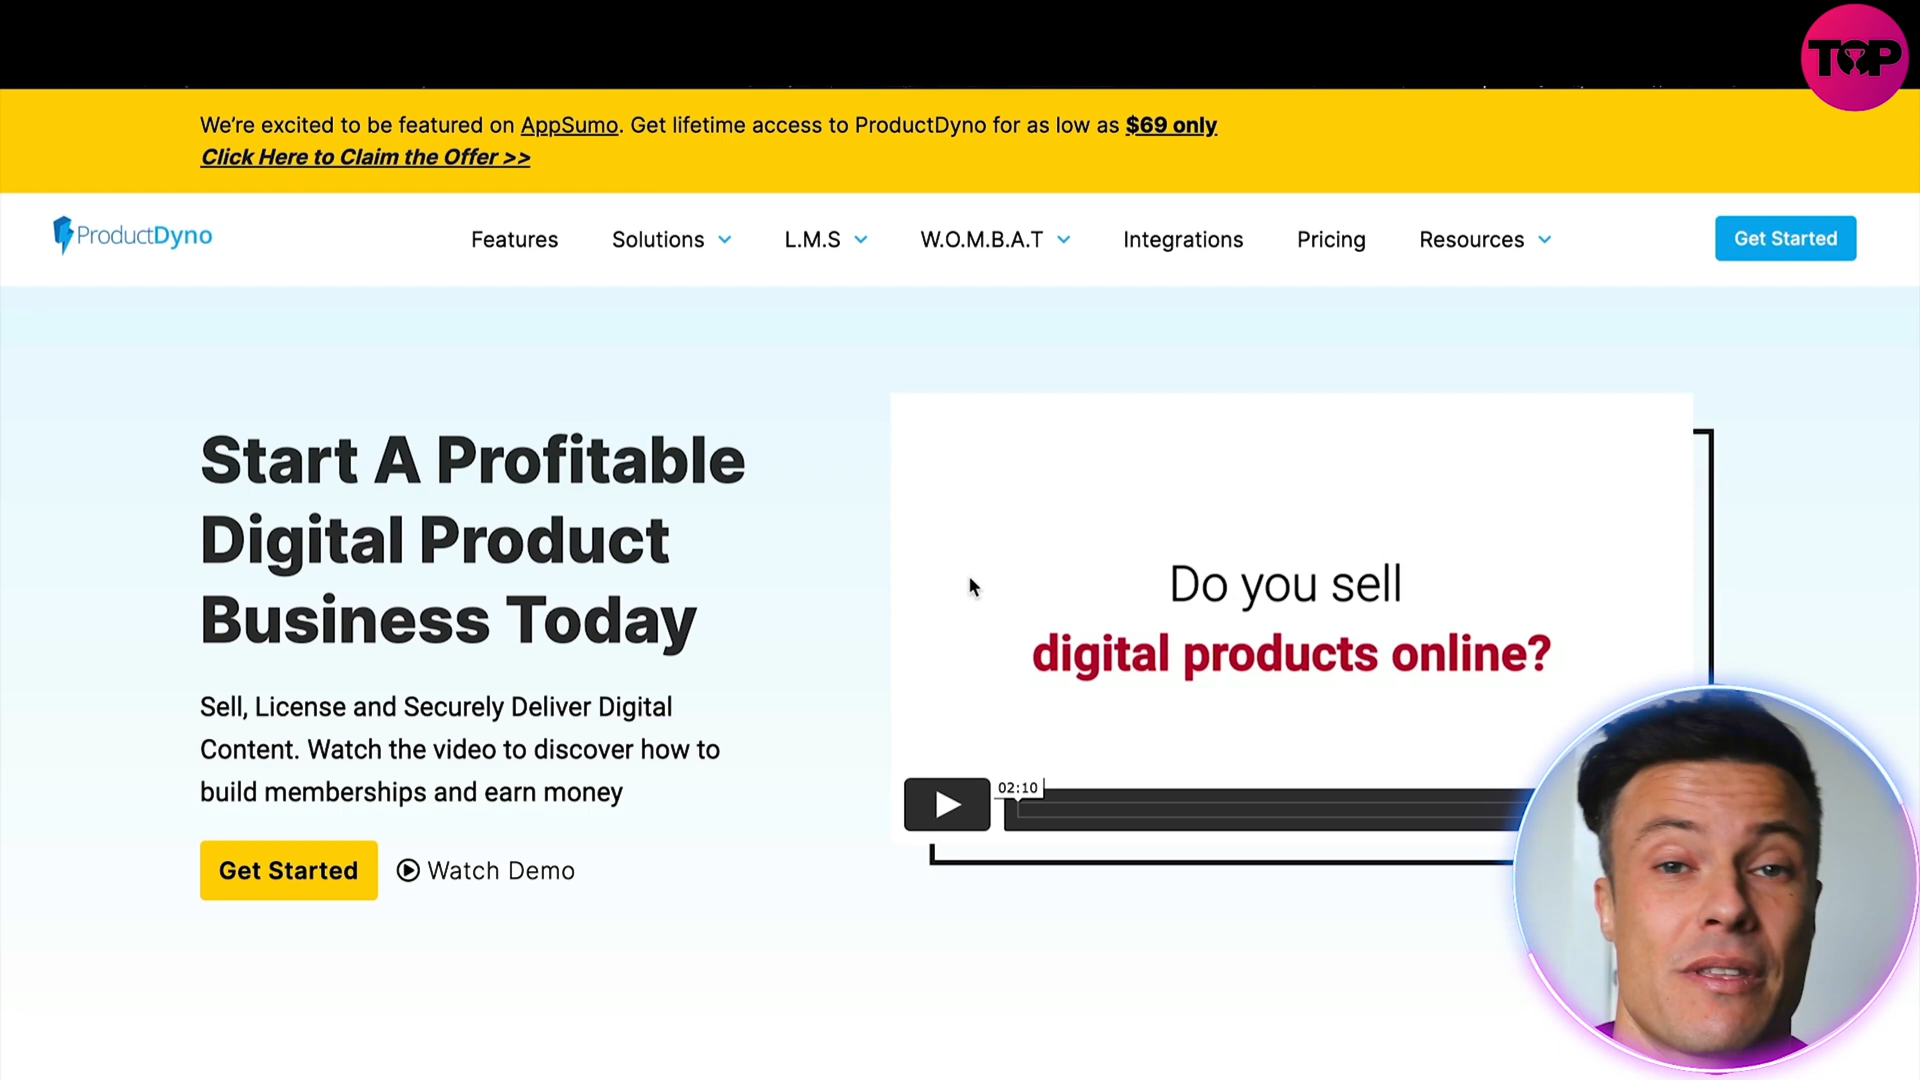 TOP
We're excited to be featured on AppSumo. Get lifetime access to ProductDyno for as low as $69 only
Click Here to Claim the Offer >>
ProductDyno
Features
Solutions
L.M.S
W.O.M.B.A.T
Integrations
Pricing
Resources
Get Started
Start A Profitable
Digital Product
Business Today
Sell, License and Securely Deliver Digital
Content. Watch the video to discover how to
build memberships and earn money
Get Started
Watch Demo
Do you sell
digital products online?
02:10